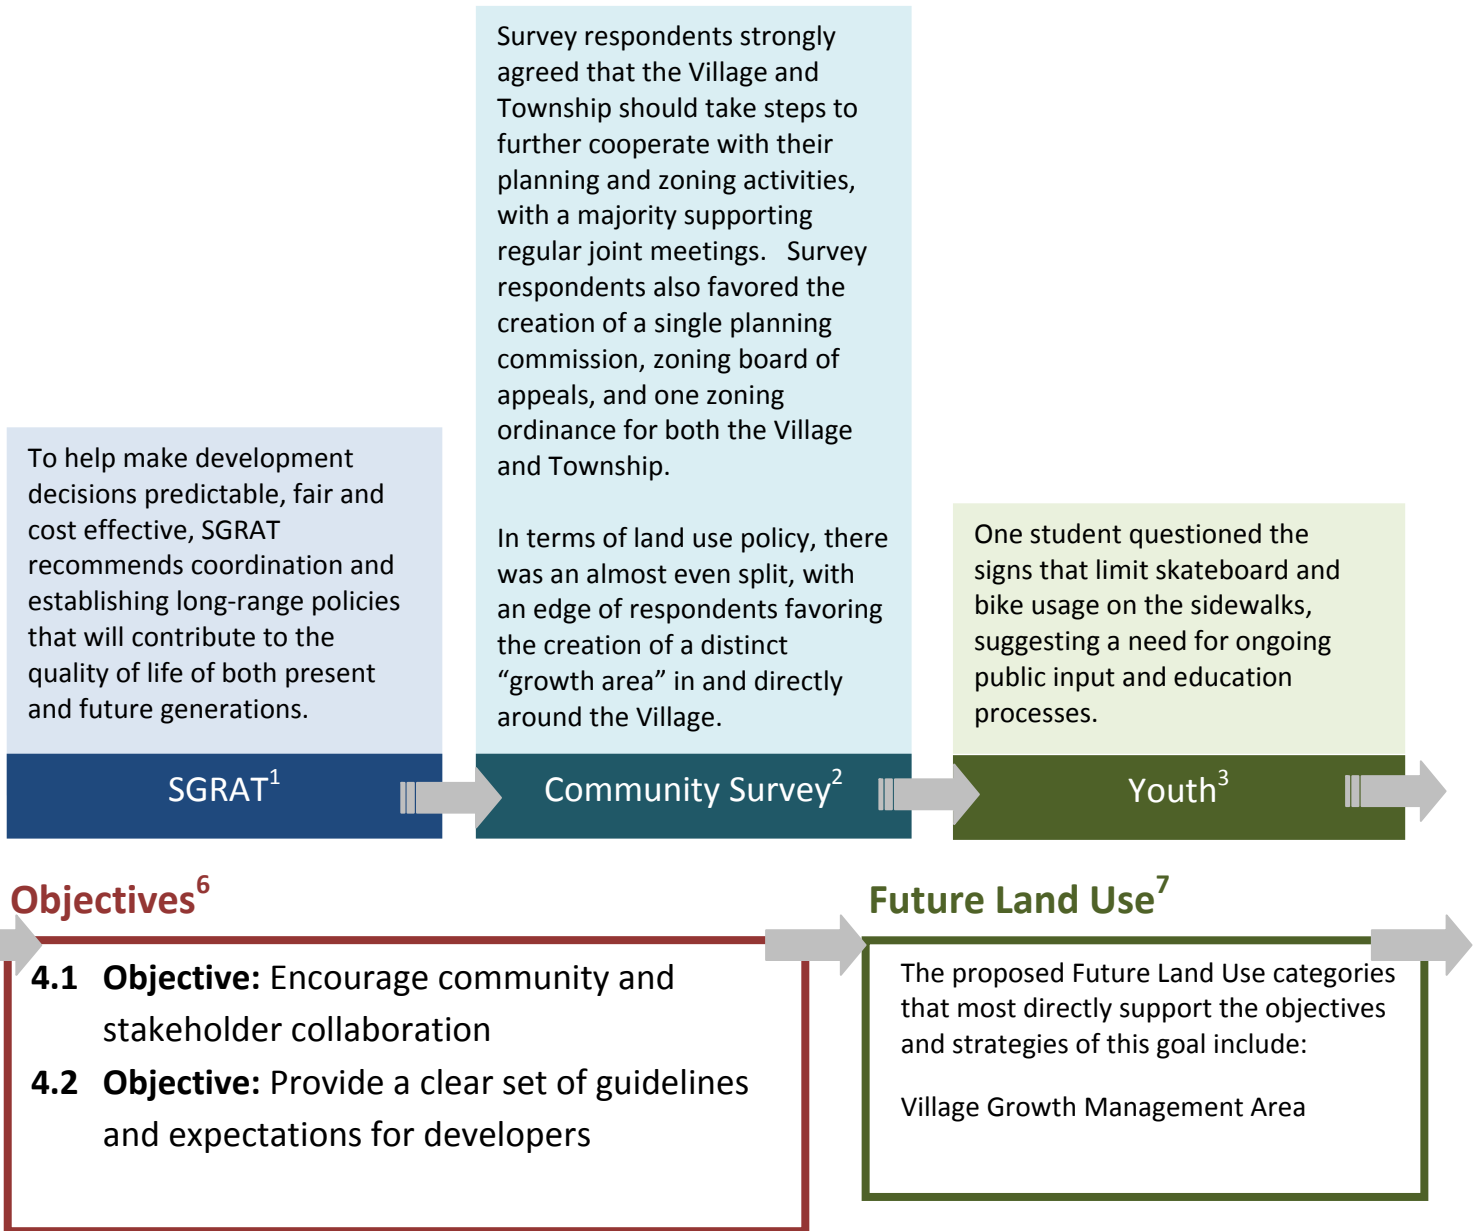 To help make development
decisions predictable, fair and
cost effective, SGRAT
recommends coordination and
establishing long-range policies
that will contribute to the
quality of life of both present
and future generations.
SGRAT1
Survey respondents strongly
agreed that the Village and
Township should take steps to
further cooperate with their
planning and zoning activities,
with a majority supporting
regular joint meetings.   Survey
respondents also favored the
creation of a single planning
commission, zoning board of
appeals, and one zoning
ordinance for both the Village
and Township.
In terms of land use policy, there
was an almost even split, with
an edge of respondents favoring
the creation of a distinct
“growth area” in and directly
around the Village.
Community Survey2
One student questioned the
signs that limit skateboard and
bike usage on the sidewalks,
suggesting a need for ongoing
public input and education
processes.
Youth3
Objectives6
4.1 Objective: Encourage community and
stakeholder collaboration
4.2 Objective: Provide a clear set of guidelines
and expectations for developers
Future Land Use7
The proposed Future Land Use categories
that most directly support the objectives
and strategies of this goal include:
Village Growth Management Area